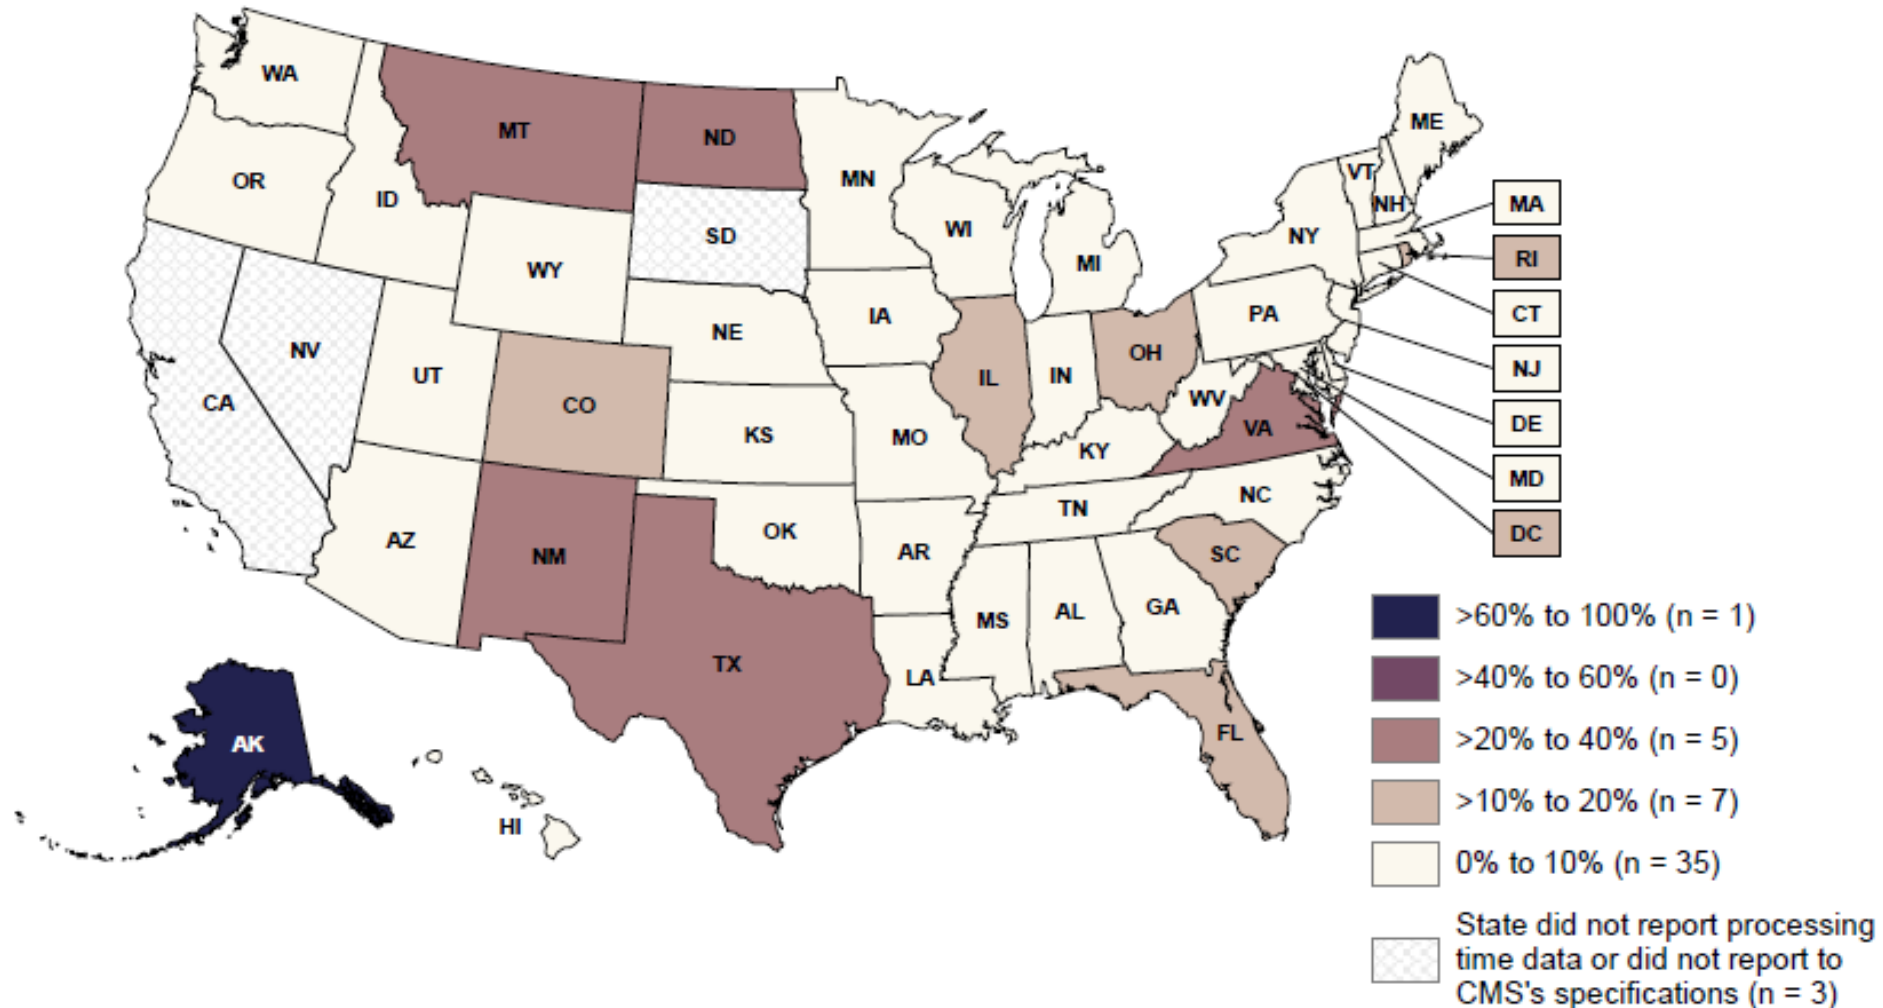 WA
MT
ND
MN
ME
OR
ID
SD
WI
VT
NH
MA
NY
RI
WY
MI
CT
IA
PA
NE
NV
OH
NJ
UT
IL
IN
CO
WV
CA
DE
KS
MO
VA
KY
MD
NC
TN
OK
DC
AZ
NM
AR
SC
MS
AL
GA
>60% to 100% (n = 1)
TX
LA
>40% to 60% (n = 0)
FL
AK
>20% to 40% (n = 5)
>10% to 20% (n = 7)
HI
0% to 10% (n = 35)
State did not report processing
time data or did not report to
CMS's specifications (n = 3)